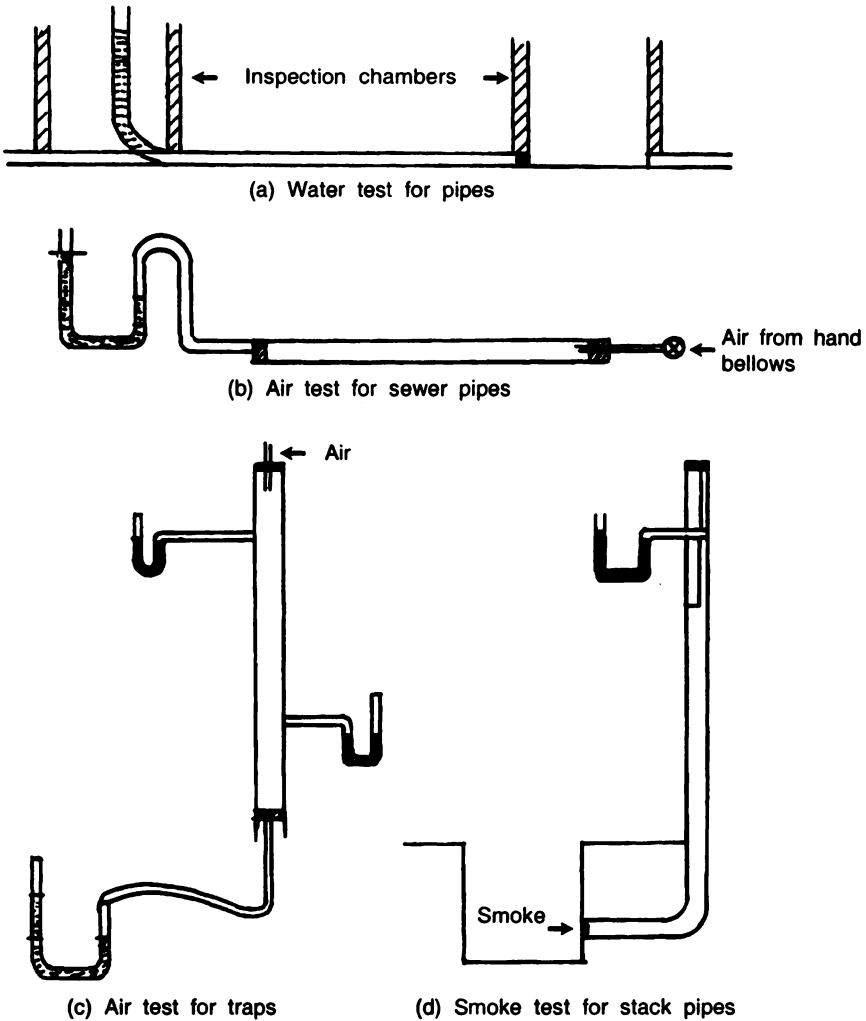 Inspection chambers
(a) Water test for pipes
Air from hand
bellows
(b) Air test for sewer pipes
Air
Smoke
(c) Air test for traps
(d) Smoke test for stack pipes